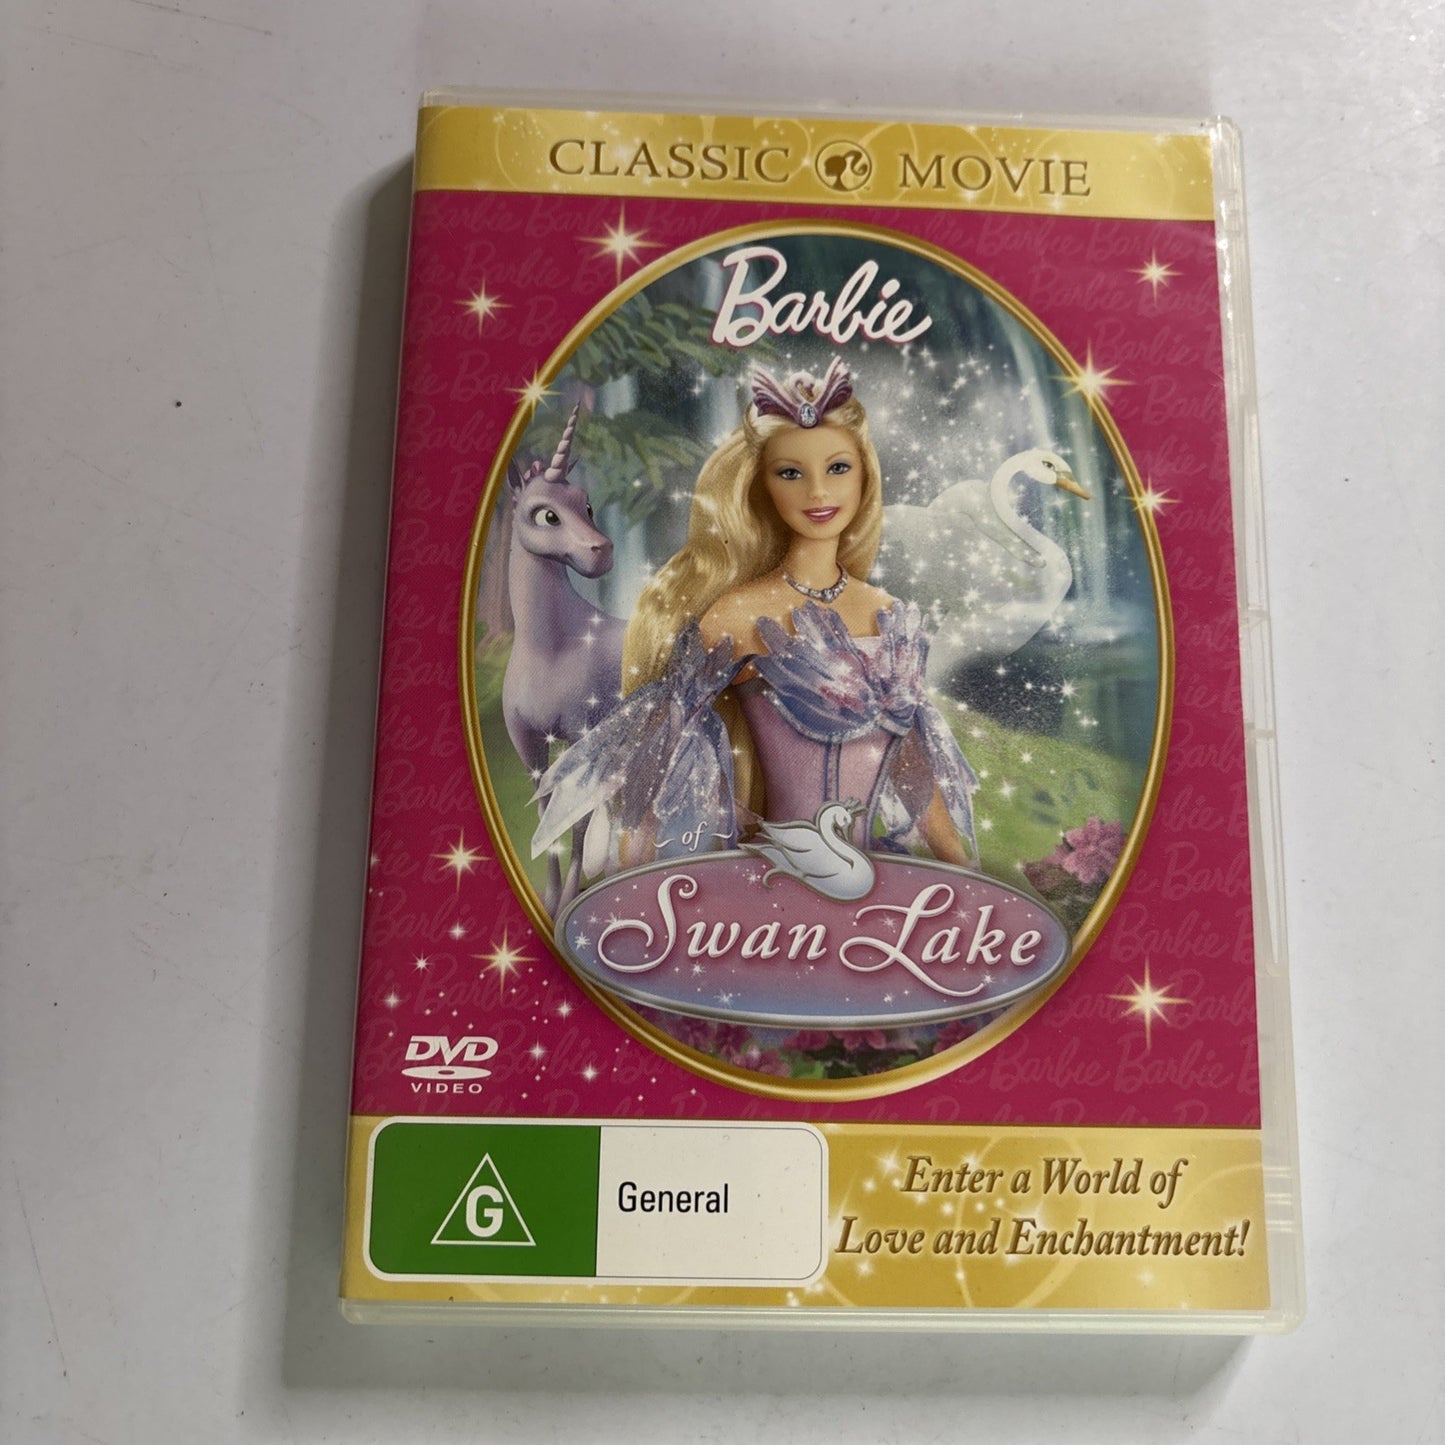 CLASSIC MOVIE
Barbie
of
Swan Lake
DVD
VIDEO
G
General
Enter a World of
Love and Enchantment!